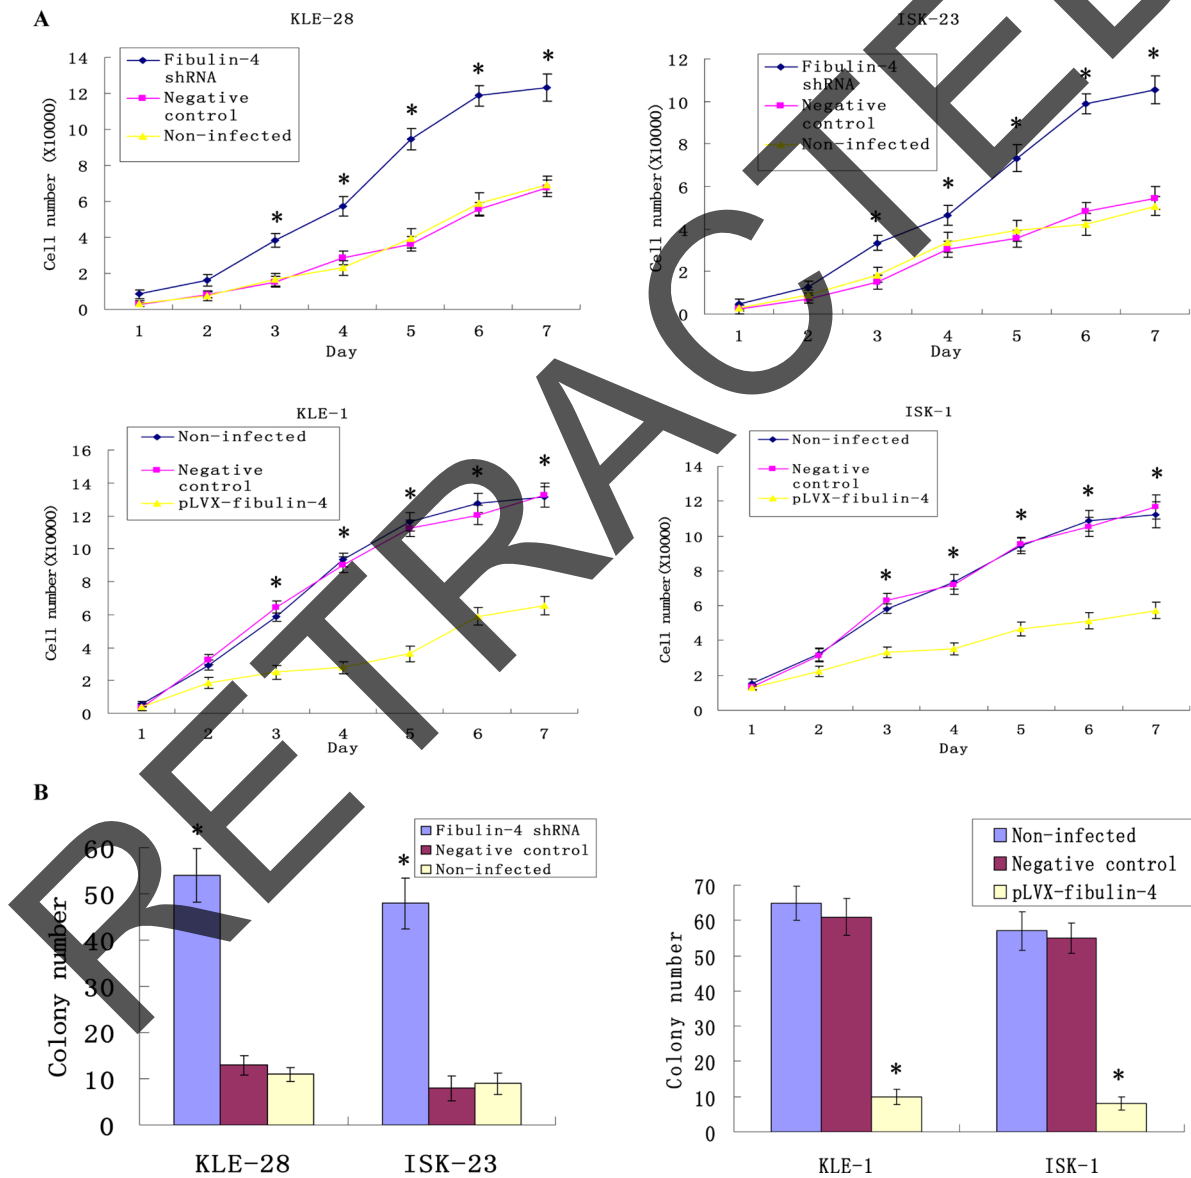 A
KLE-28
Fibulin-4
shRNA
Negative
control
Non-infected
Cell number (X10000)
14
12
10
8
6
4
2
0
1 2 3 4 5 6 7
Day
* * * * *
ISK-23
Fibulin-4
shRNA
Negative
control
Non-infected
Cell number(X10000)
12
10
8
6
4
2
0
1 2 3 4 5 6 7
Day
* * * * *
KLE-1
Non-infected
Negative
control
pLVX-fibulin-4
Cell number(X10000)
16
14
12
10
8
6
4
2
0
1 2 3 4 5 6 7
Day
* * * * *
ISK-1
Non-infected
Negative
control
pLVX-fibulin-4
Cell number(X10000)
14
12
10
8
6
4
2
0
1 2 3 4 5 6 7
Day
* * * * *
B
Fibulin-4 shRNA
Negative control
Non-infected
Colony number
60
50
40
30
20
10
0
* *
KLE-28 ISK-23
Non-infected
Negative control
pLVX-fibulin-4
Colony number
70
60
50
40
30
20
10
0
* *
KLE-1 ISK-1
RETRACTED